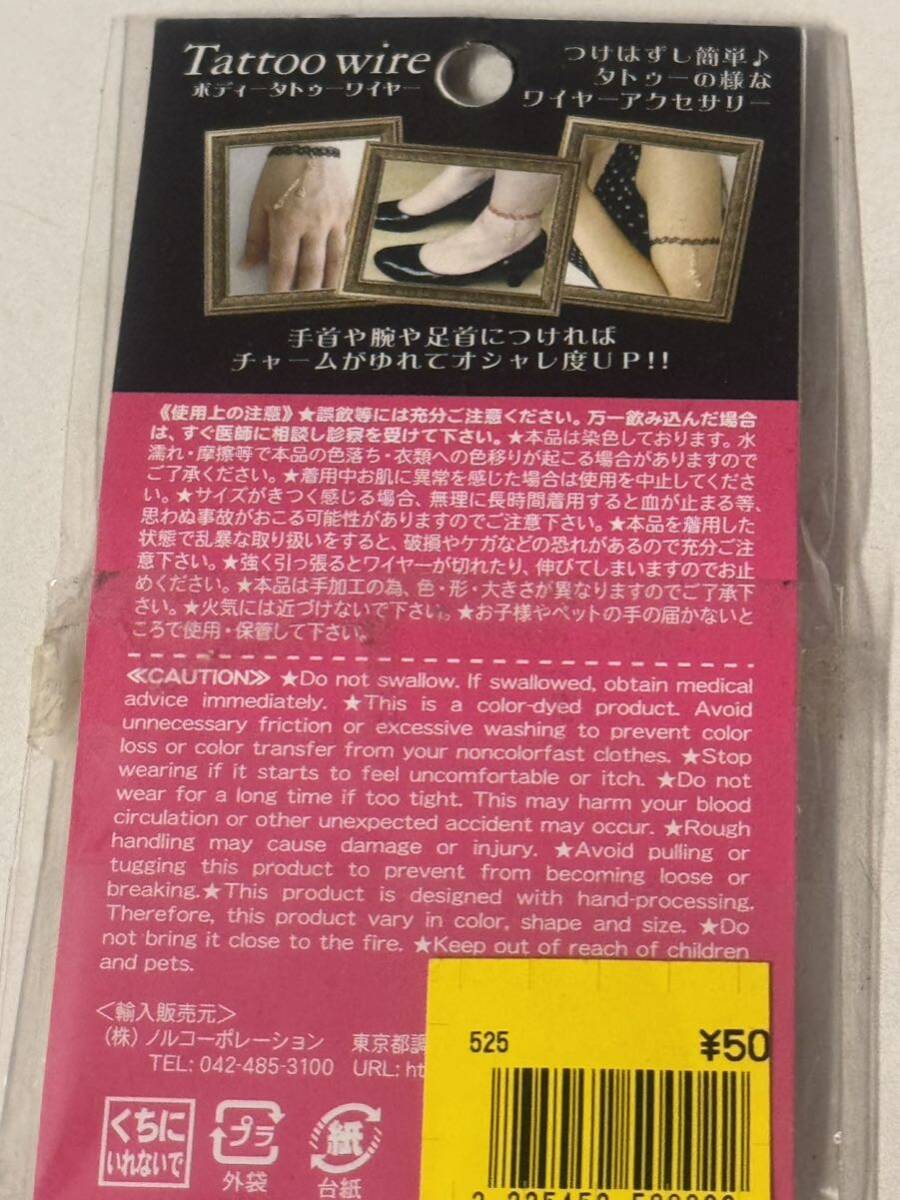 Tattoo wire
ボディータトゥーワイヤー
つけはずし簡単♪
タトゥーの様な
ワイヤーアクセサリー
手首や腕や足首につければ
チャームがゆれてオシャレ度UP!!
《使用上の注意》★誤飲等には充分ご注意ください。万一飲み込んだ場合
は、すぐ医師に相談し診察を受けて下さい。★本品は染色しております。水
濡れ・摩擦等で本品の色落ち・衣類への色移りが起こる場合がありますので
ご了承ください。★着用中お肌に異常を感じた場合は使用を中止してくださ
い。★サイズがきつく感じる場合、無理に長時間着用すると血が止まる等、
思わぬ事故がおこる可能性がありますのでご注意下さい。★本品を着用した
状態で乱暴な取り扱いをすると、破損やケガなどの恐れがあるので充分ご注
意下さい。★強く引っ張るとワイヤーが切れたり、伸びてしまいますのでお止
めください。★本品は手加工の為、色・形・大きさが異なりますのでご了承下
さい。★火気には近づけないで下さい。★お子様やペットの手の届かないと
ころで使用・保管して下さい。
≪CAUTION≫ ★Do not swallow. If swallowed, obtain medical
advice immediately. ★This is a color-dyed product. Avoid
unnecessary friction or excessive washing to prevent color
loss or color transfer from your noncolorfast clothes. ★Stop
wearing if it starts to feel uncomfortable or itch. ★Do not
wear for a long time if too tight. This may harm your blood
circulation or other unexpected accident may occur. ★Rough
handling may cause damage or injury. ★Avoid pulling or
tugging this product to prevent from becoming loose or
breaking.★This product is designed with hand-processing.
Therefore, this product vary in color, shape and size. ★Do
not bring it close to the fire. ★Keep out of reach of children
and pets.
＜輸入販売元＞
(株) ノルコーポレーション 東京都調
TEL: 042-485-3100 URL: ht
525 ¥50
くちに
いれないで
プラ
外袋
紙
台紙